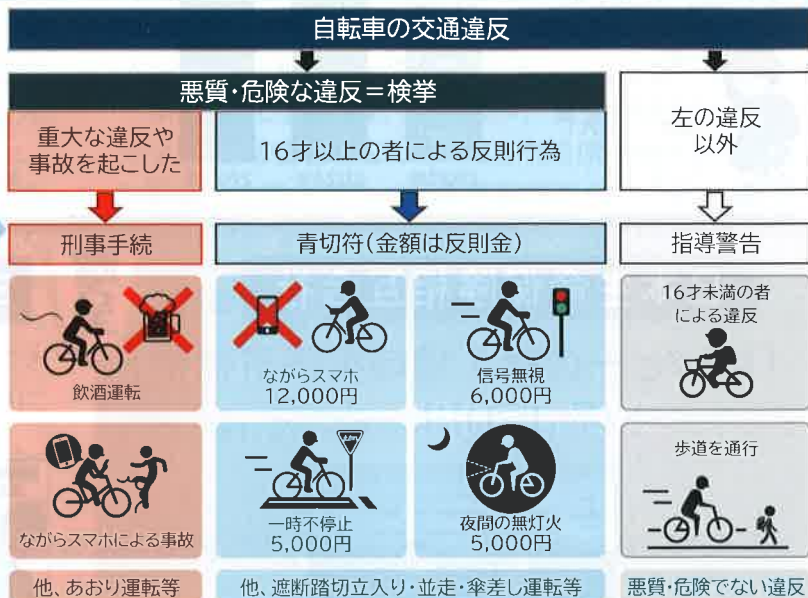 自転車の交通違反
悪質・危険な違反＝検挙
重大な違反や
事故を起こした
16才以上の者による反則行為
左の違反
以外
刑事手続
青切符(金額は反則金)
指導警告
飲酒運転
ながらスマホ
12,000円
信号無視
6,000円
16才未満の者
による違反
ながらスマホによる事故
一時不停止
5,000円
夜間の無灯火
5,000円
歩道を通行
他、あおり運転等
他、遮断踏切立入り・並走・傘差し運転等
悪質・危険でない違反